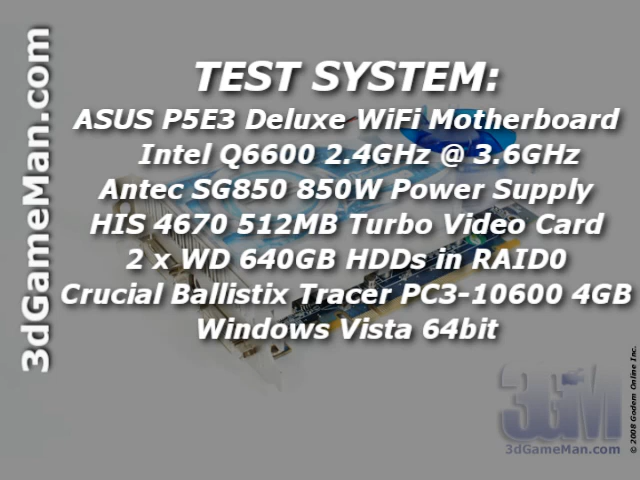 3dGameMan.com
TEST SYSTEM:
ASUS P5E3 Deluxe WiFi Motherboard
Intel Q6600 2.4GHz @ 3.6GHz
Antec SG850 850W Power Supply
HIS 4670 512MB Turbo Video Card
2 x WD 640GB HDDs in RAID0
Crucial Ballistix Tracer PC3-10600 4GB
Windows Vista 64bit
3GM
3dGameMan.com
© 2008 Godem Online Inc.